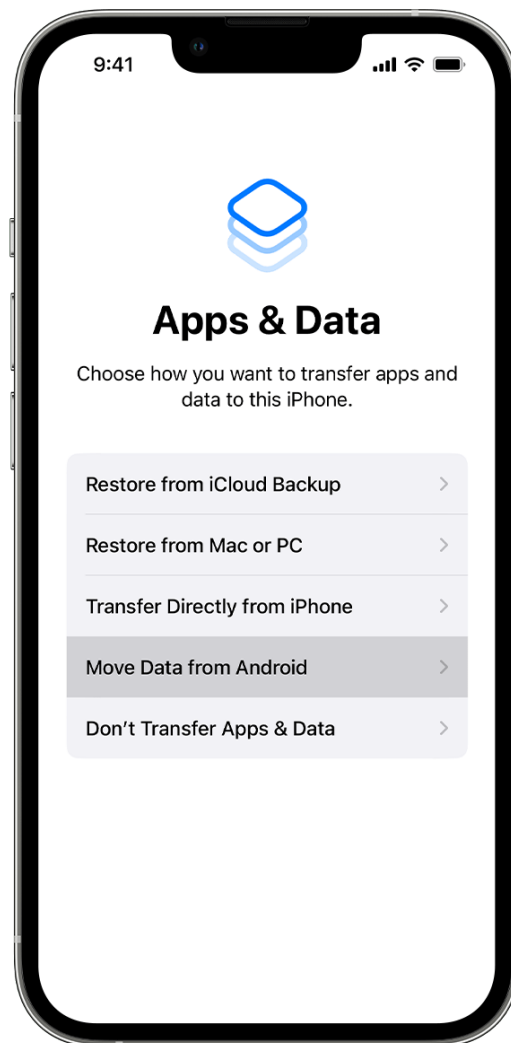 9:41
Apps & Data
Choose how you want to transfer apps and
data to this iPhone.
Restore from iCloud Backup
Restore from Mac or PC
Transfer Directly from iPhone
Move Data from Android
Don’t Transfer Apps & Data